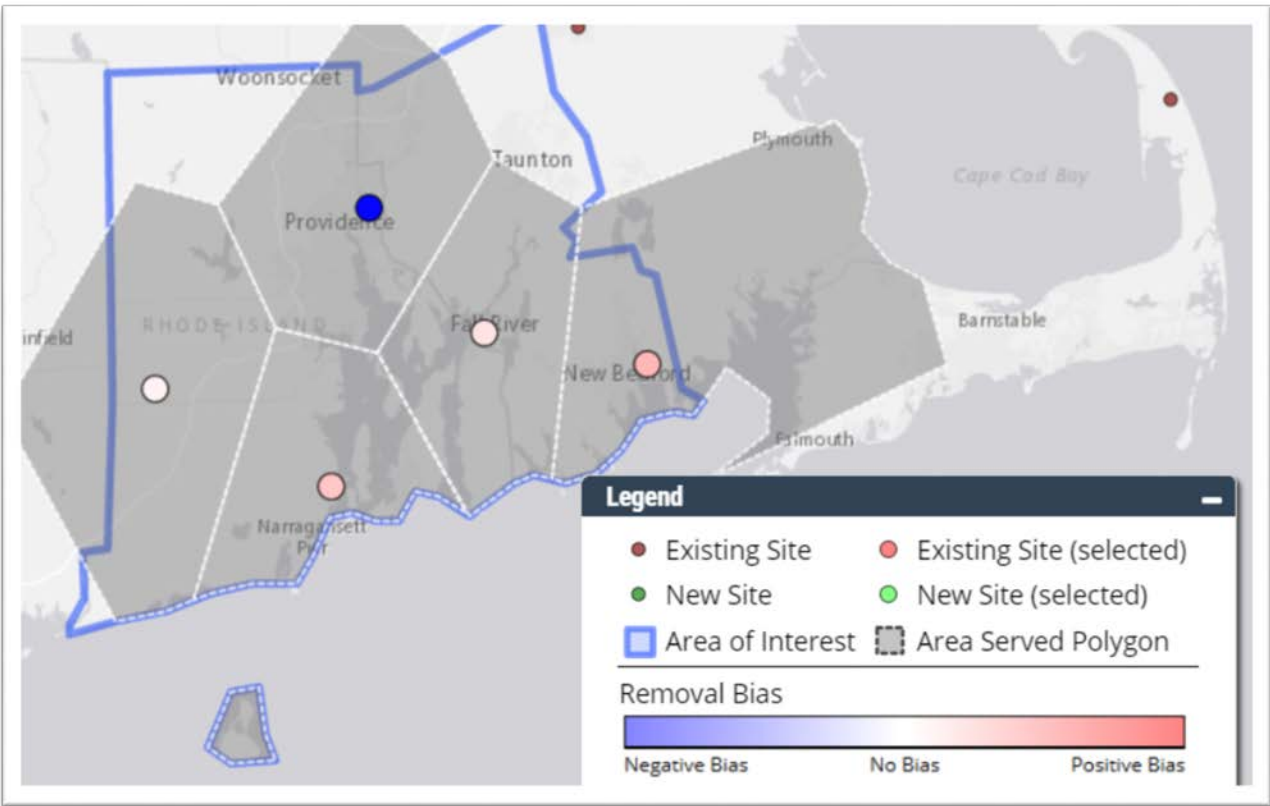 Woonsocket
Plymouth
Taunton
Cape Cod Bay
Providence
RHODE ISLAND
Fall River
Barnstable
infield
New Bedford
Falmouth
Narragansett
Pier
Legend
Existing Site
Existing Site (selected)
New Site
New Site (selected)
Area of Interest
Area Served Polygon
Removal Bias
Negative Bias
No Bias
Positive Bias